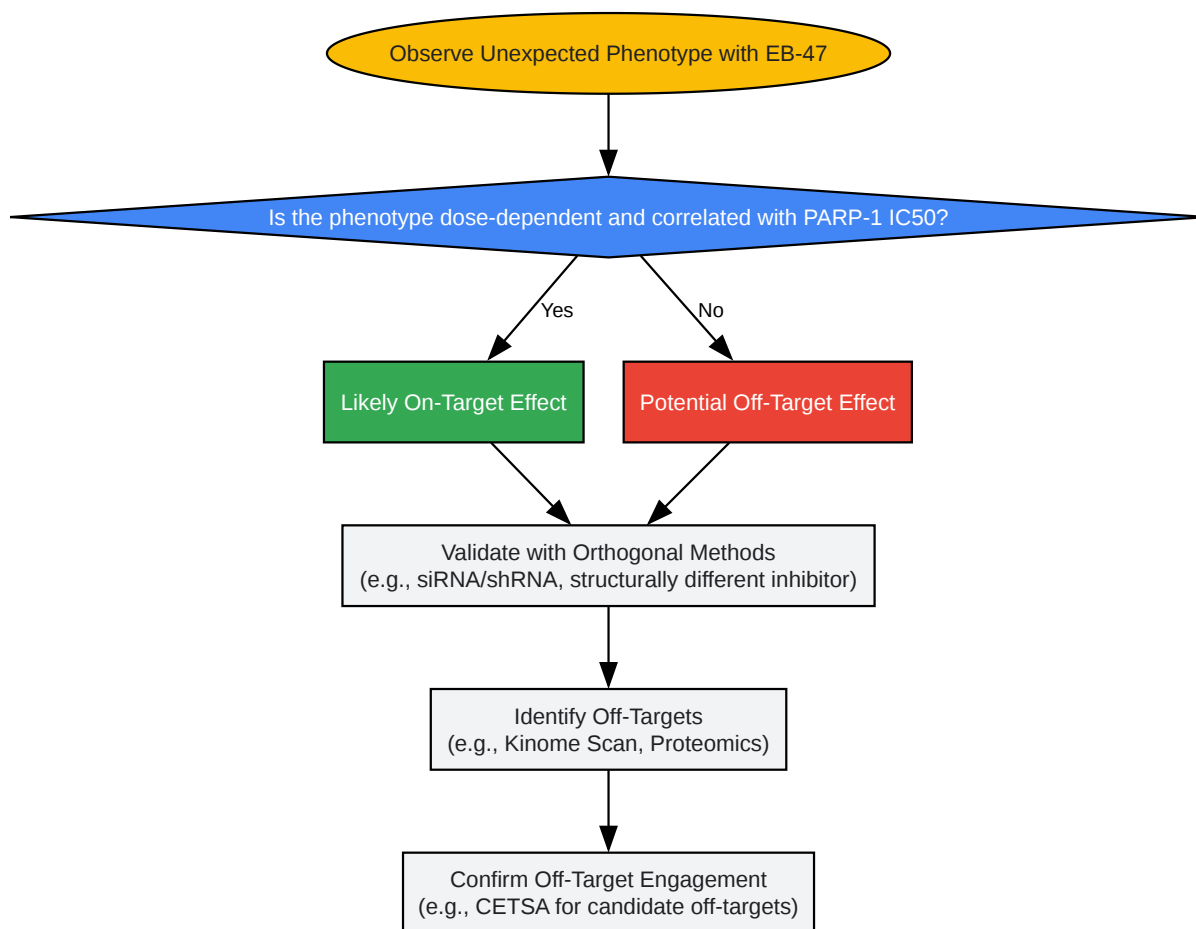 Observe Unexpected Phenotype with EB-47
Is the phenotype dose-dependent and correlated with PARP-1 IC50?
Yes
No
Likely On-Target Effect
Potential Off-Target Effect
Validate with Orthogonal Methods
(e.g., siRNA/shRNA, structurally different inhibitor)
Identify Off-Targets
(e.g., Kinome Scan, Proteomics)
Confirm Off-Target Engagement
(e.g., CETSA for candidate off-targets)